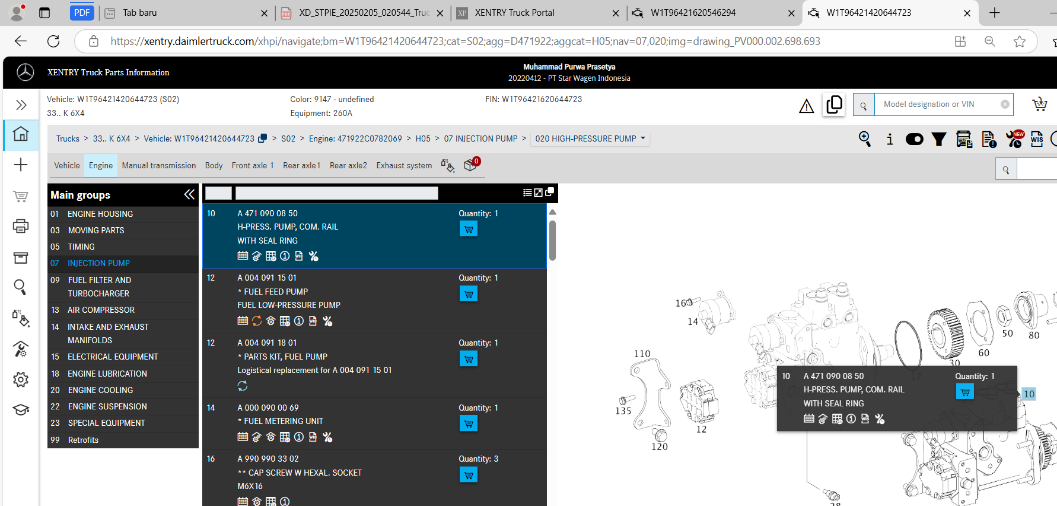 PDF
Tab baru
XD_STPIE_20250205_020544_Truc
XENTRY Truck Portal
W1T96421620546294
W1T96421420644723
https://xentry.daimlertruck.com/xhpi/navigate;bm=W1T96421420644723;cat=S02;agg=D471922;aggcat=H05;nav=07,020;img=drawing_PV000.002.698.693
XENTRY Truck Parts Information
Muhammad Purwa Prasetya
20220412 - PT Star Wagen Indonesia
Vehicle: W1T96421420644723 (S02)
33.. K 6X4
Color: 9147 - undefined
Equipment: 260A
FIN: W1T96421620644723
Model designation or VIN
Trucks > 33.. K 6X4 > Vehicle: W1T96421420644723 > S02 > Engine: 471922C0782069 > H05 > 07 INJECTION PUMP > 020 HIGH-PRESSURE PUMP
NEW
WIS
Vehicle Engine Manual transmission Body Front axle 1 Rear axle1 Rear axle2 Exhaust system 0
Main groups
01 ENGINE HOUSING
03 MOVING PARTS
05 TIMING
07 INJECTION PUMP
09 FUEL FILTER AND
TURBOCHARGER
13 AIR COMPRESSOR
14 INTAKE AND EXHAUST
MANIFOLDS
15 ELECTRICAL EQUIPMENT
18 ENGINE LUBRICATION
20 ENGINE COOLING
22 ENGINE SUSPENSION
23 SPECIAL EQUIPMENT
99 Retrofits
10 A 471 090 08 50 Quantity: 1
H-PRESS. PUMP, COM. RAIL
WITH SEAL RING
12 A 004 091 15 01 Quantity: 1
* FUEL FEED PUMP
FUEL LOW-PRESSURE PUMP
12 A 004 091 18 01 Quantity: 1
* PARTS KIT, FUEL PUMP
Logistical replacement for A 004 091 15 01
14 A 000 090 00 69 Quantity: 1
* FUEL METERING UNIT
16 A 990 990 33 02 Quantity: 3
** CAP SCREW W HEXAL. SOCKET
M6X16
16
14
110
135
120
12
30
60
50
80
10 A 471 090 08 50 Quantity: 1
H-PRESS. PUMP, COM. RAIL
WITH SEAL RING
10